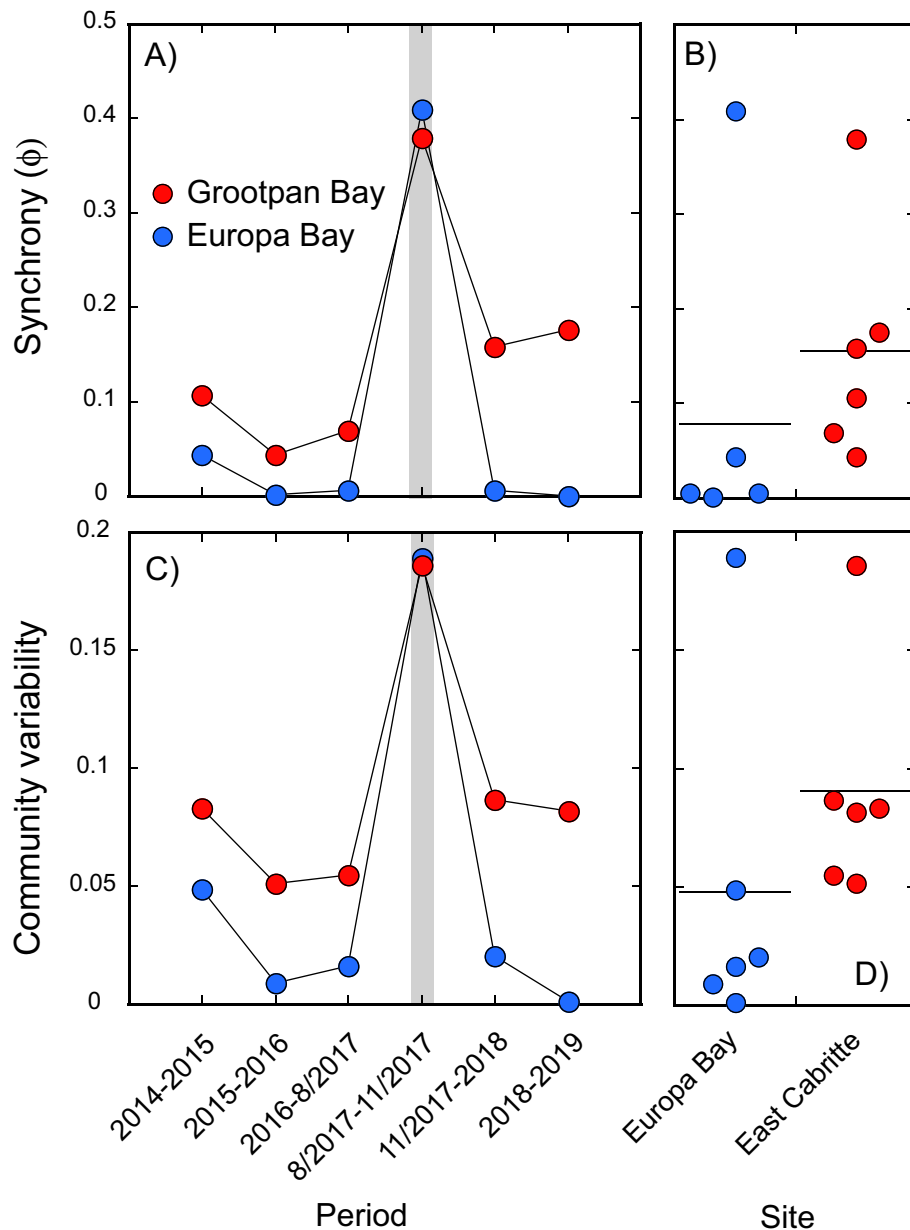 A)
B)
0.5
0.4
0.3
0.2
0.1
0
Synchrony (ϕ)
Grootpan Bay
Europa Bay
C)
D)
0.2
0.15
0.1
0.05
0
Community variability
2014-2015
2015-2016
2016-8/2017
8/2017-11/2017
11/2017-2018
2018-2019
Europa Bay
East Cabritte
Period
Site